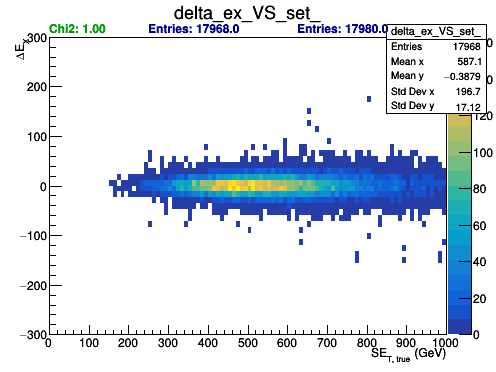 delta_ex_VS_set_
Chi2: 1.00 Entries: 17968.0 Entries: 17980.0
delta_ex_VS_set_
Entries 17968
Mean x 587.1
Mean y −0.3879
Std Dev x 196.7
Std Dev y 17.12
ΔEx
300
200
100
0
−100
−200
−300
0 100 200 300 400 500 600 700 800 900 1000
SET, true (GeV)
120
100
80
60
40
20
0